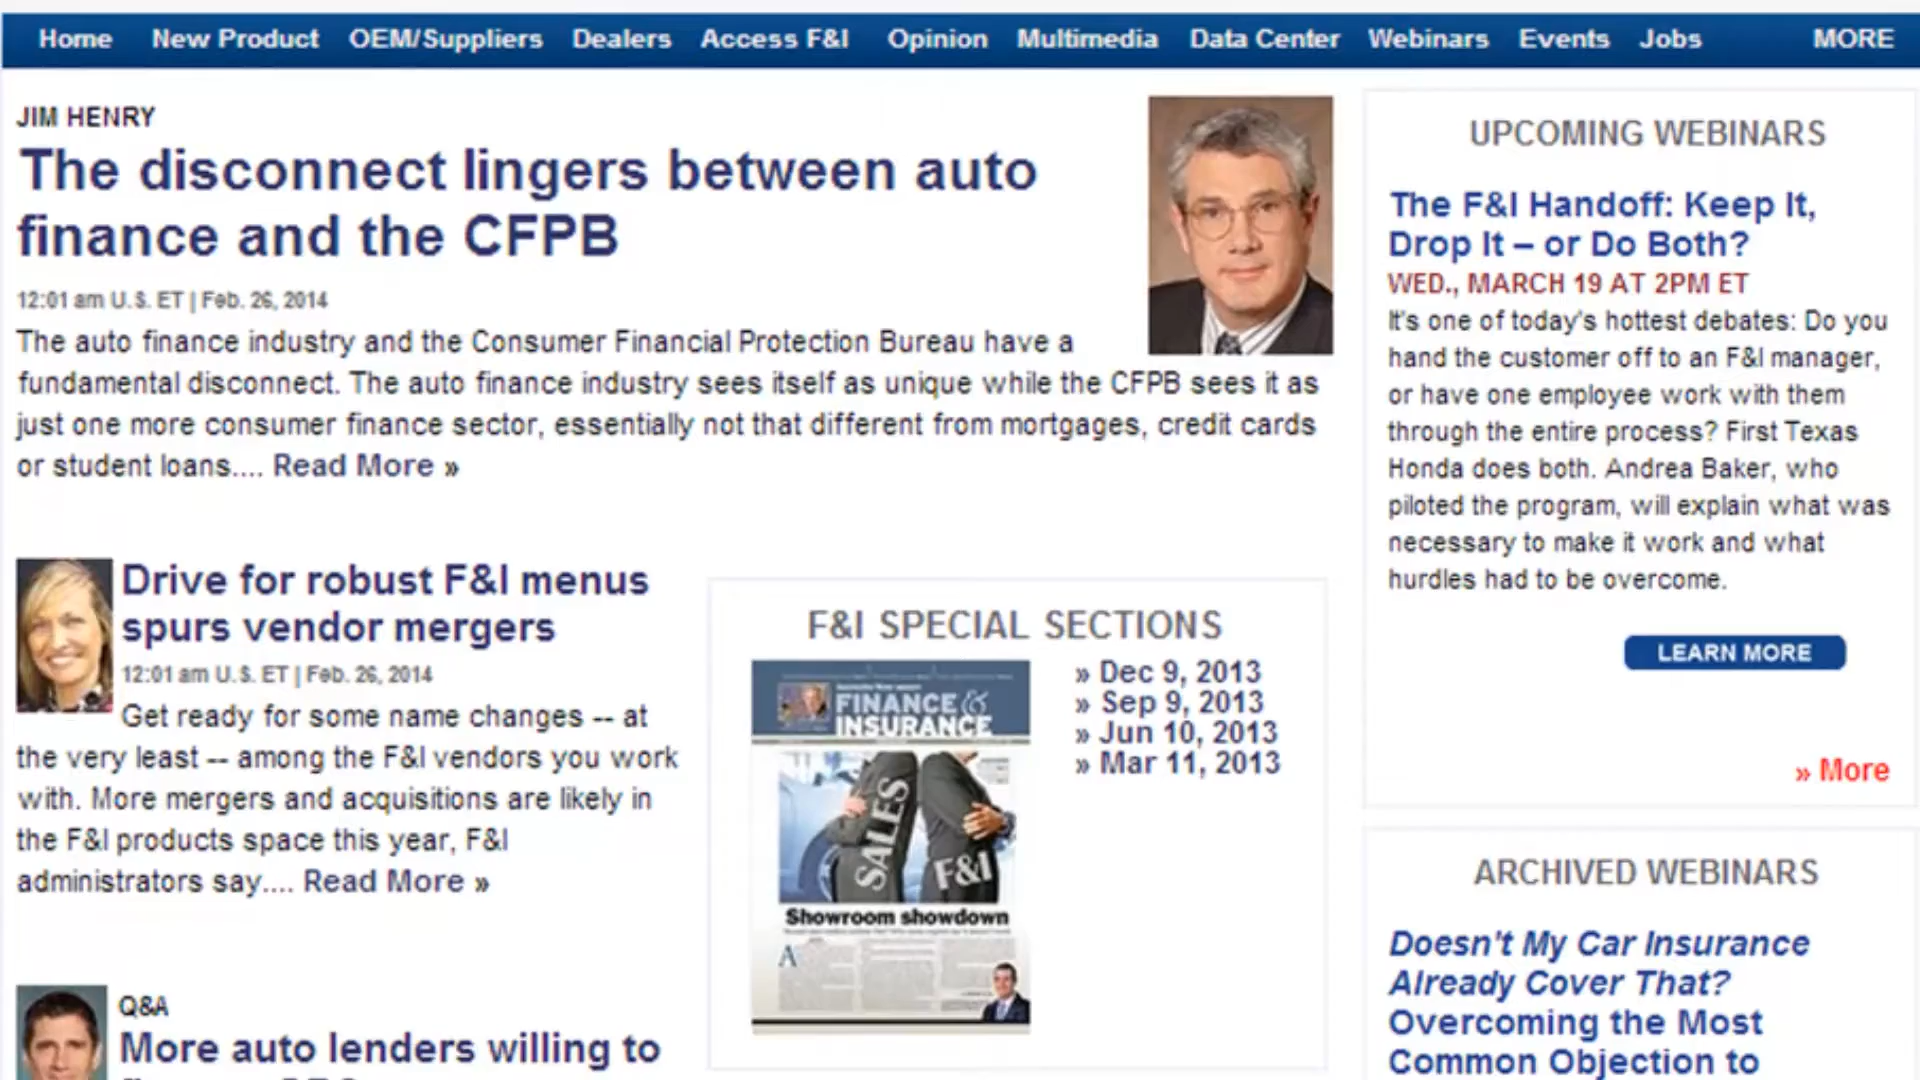 Home New Product OEM/Suppliers Dealers Access F&I Opinion Multimedia Data Center Webinars Events Jobs MORE
JIM HENRY
The disconnect lingers between auto
finance and the CFPB
12:01 am U.S. ET | Feb. 26, 2014
The auto finance industry and the Consumer Financial Protection Bureau have a
fundamental disconnect. The auto finance industry sees itself as unique while the CFPB sees it as
just one more consumer finance sector, essentially not that different from mortgages, credit cards
or student loans.... Read More »
Drive for robust F&I menus
spurs vendor mergers
12:01 am U.S. ET | Feb. 26, 2014
Get ready for some name changes -- at
the very least -- among the F&I vendors you work
with. More mergers and acquisitions are likely in
the F&I products space this year, F&I
administrators say.... Read More »
Q&A
More auto lenders willing to
F&I SPECIAL SECTIONS
FINANCE &
INSURANCE
SALES
F&I
Showroom showdown
A
» Dec 9, 2013
» Sep 9, 2013
» Jun 10, 2013
» Mar 11, 2013
UPCOMING WEBINARS
The F&I Handoff: Keep It,
Drop It – or Do Both?
WED., MARCH 19 AT 2PM ET
It's one of today's hottest debates: Do you
hand the customer off to an F&I manager,
or have one employee work with them
through the entire process? First Texas
Honda does both. Andrea Baker, who
piloted the program, will explain what was
necessary to make it work and what
hurdles had to be overcome.
LEARN MORE
» More
ARCHIVED WEBINARS
Doesn't My Car Insurance
Already Cover That?
Overcoming the Most
Common Objection to